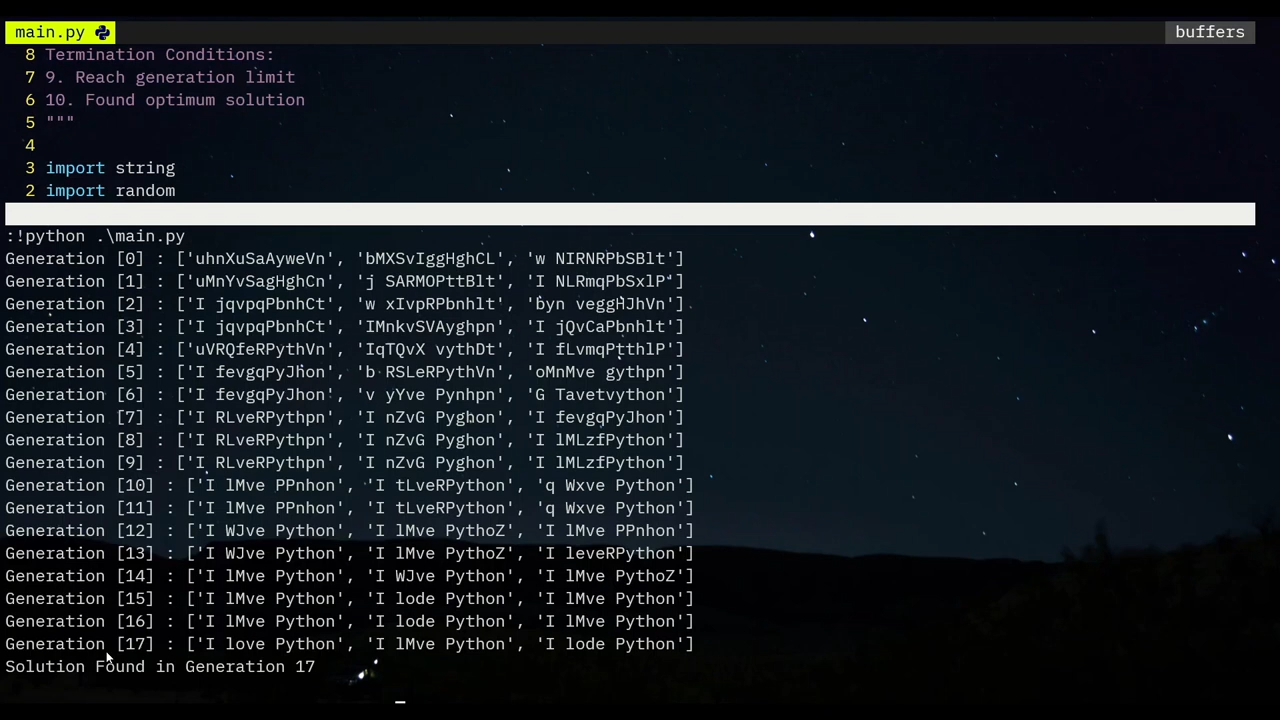 main.py
buffers
8 Termination Conditions:
7 9. Reach generation limit
6 10. Found optimum solution
5 """
4
3 import string
2 import random
:!python .\main.py
Generation [0] : ['uhnXuSaAyweVn', 'bMXSvIggHghCL', 'w NIRNRPbSBlt']
Generation [1] : ['uMnYvSagHghCn', 'j SARMOPttBlt', 'I NLRmqPbSxlP']
Generation [2] : ['I jqvpqPbnhCt', 'w xIvpRPbnhlt', 'byn veggHJhVn']
Generation [3] : ['I jqvpqPbnhCt', 'IMnkvSVAyghpn', 'I jQvCaPbnhlt']
Generation [4] : ['uVRQfeRPythVn', 'IqTQvX vythDt', 'I fLvmqPtthlP']
Generation [5] : ['I fevgqPyJhon', 'b RSLeRPythVn', 'oMnMve gythpn']
Generation [6] : ['I fevgqPyJhon', 'v yYve Pynhpn', 'G Tavetvython']
Generation [7] : ['I RLveRPythpn', 'I nZvG Pyghon', 'I fevgqPyJhon']
Generation [8] : ['I RLveRPythpn', 'I nZvG Pyghon', 'I lMLzfPython']
Generation [9] : ['I RLveRPythpn', 'I nZvG Pyghon', 'I lMLzfPython']
Generation [10] : ['I lMve PPnhon', 'I tLveRPython', 'q Wxve Python']
Generation [11] : ['I lMve PPnhon', 'I tLveRPython', 'q Wxve Python']
Generation [12] : ['I WJve Python', 'I lMve PythoZ', 'I lMve PPnhon']
Generation [13] : ['I WJve Python', 'I lMve PythoZ', 'I leveRPython']
Generation [14] : ['I lMve Python', 'I WJve Python', 'I lMve PythoZ']
Generation [15] : ['I lMve Python', 'I lode Python', 'I lMve Python']
Generation [16] : ['I lMve Python', 'I lode Python', 'I lMve Python']
Generation [17] : ['I love Python', 'I lMve Python', 'I lode Python']
Solution Found in Generation 17